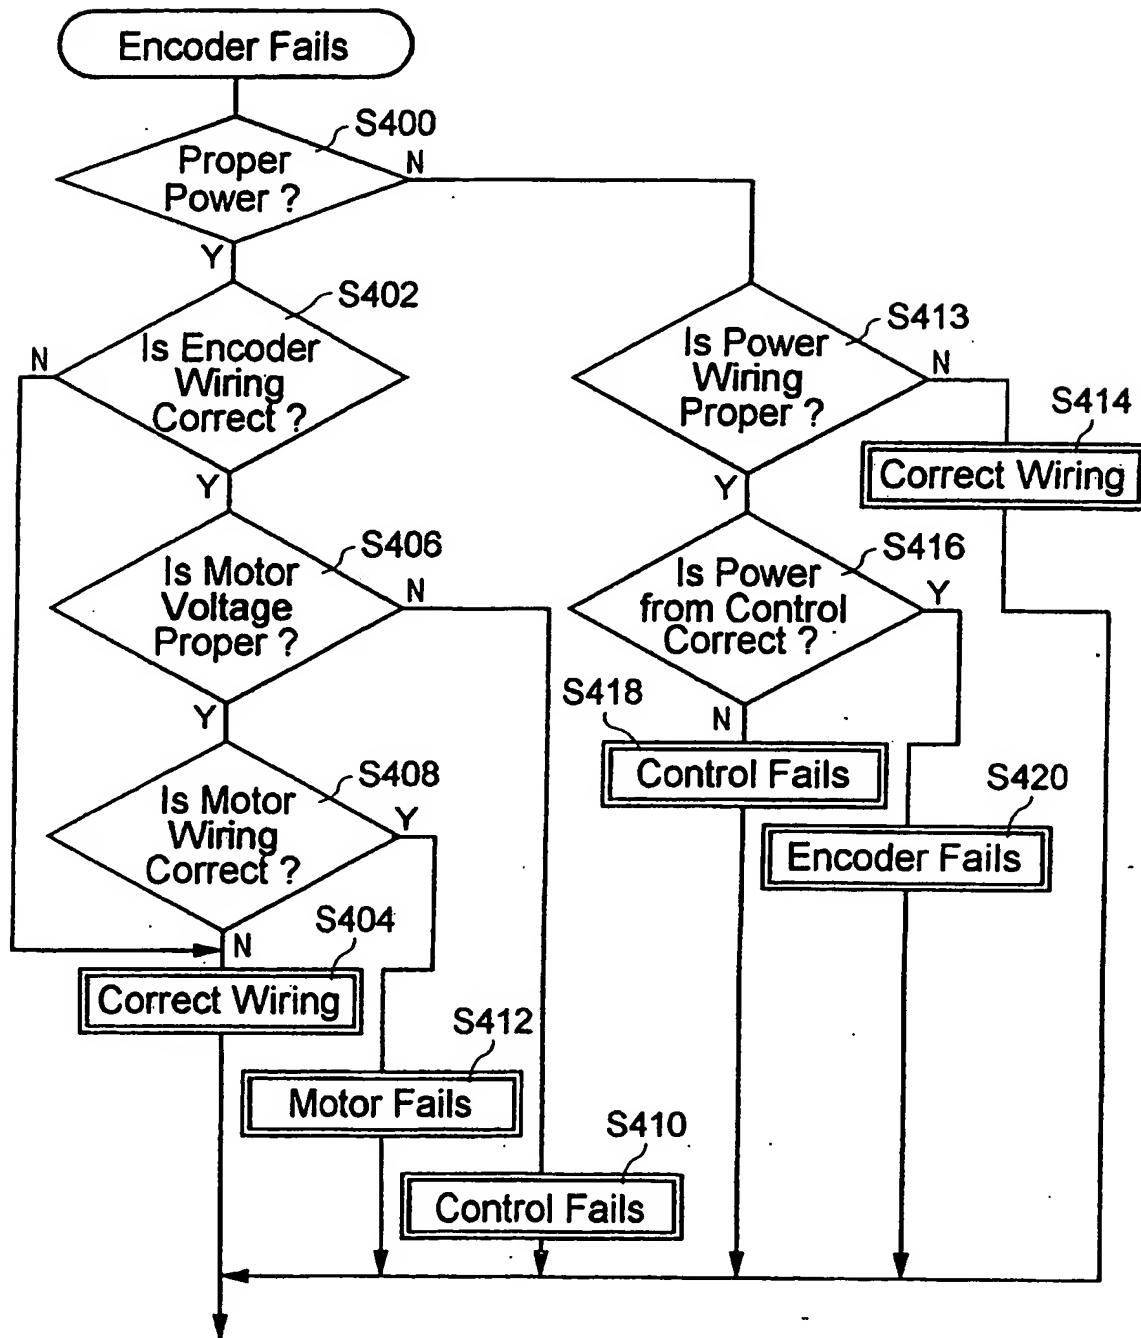 Encoder Fails
S400
Proper
Power ?
N
Y
S402
Is Encoder
Wiring
Correct ?
N
Y
S413
Is Power
Wiring
Proper ?
N
Y
S414
Correct Wiring
S406
Is Motor
Voltage
Proper ?
N
Y
S416
Is Power
from Control
Correct ?
Y
N
S418
Control Fails
S408
Is Motor
Wiring
Correct ?
Y
N
S420
Encoder Fails
S404
Correct Wiring
S412
Motor Fails
S410
Control Fails